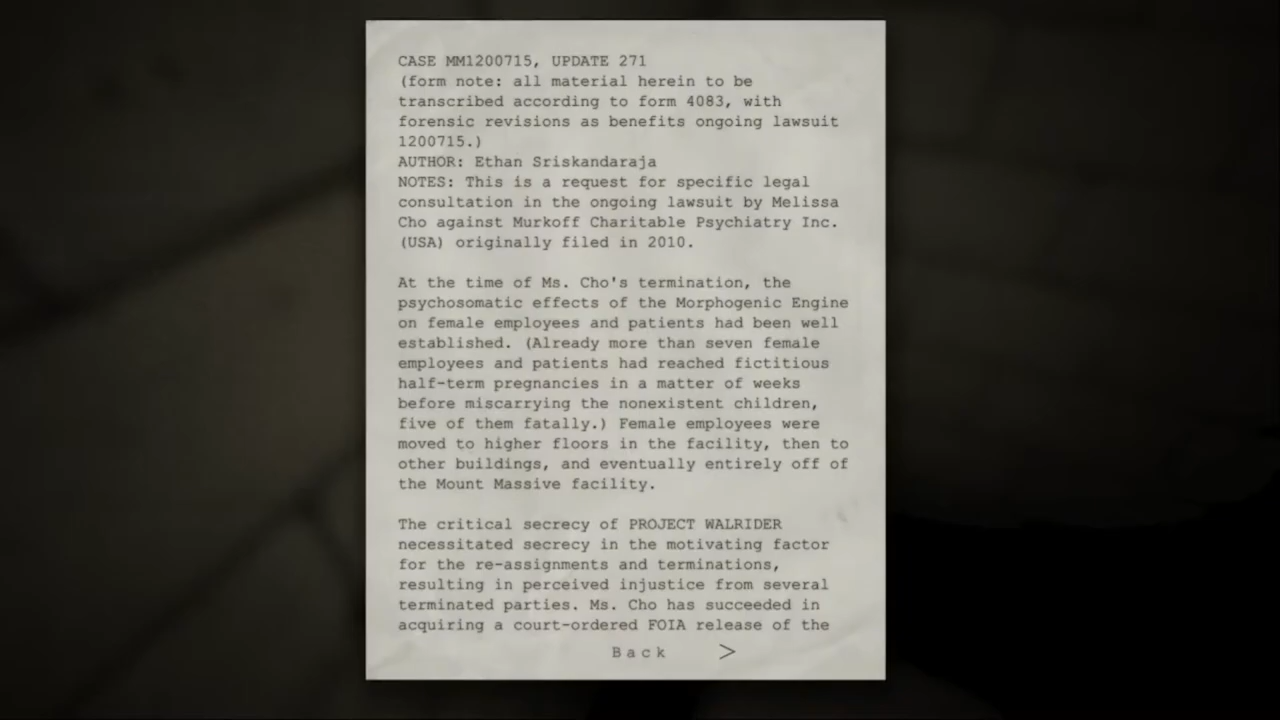 CASE MM1200715, UPDATE 271
(form note: all material herein to be
transcribed according to form 4083, with
forensic revisions as benefits ongoing lawsuit
1200715.)
AUTHOR: Ethan Sriskandaraja
NOTES: This is a request for specific legal
consultation in the ongoing lawsuit by Melissa
Cho against Murkoff Charitable Psychiatry Inc.
(USA) originally filed in 2010.
At the time of Ms. Cho's termination, the
psychosomatic effects of the Morphogenic Engine
on female employees and patients had been well
established. (Already more than seven female
employees and patients had reached fictitious
half-term pregnancies in a matter of weeks
before miscarrying the nonexistent children,
five of them fatally.) Female employees were
moved to higher floors in the facility, then to
other buildings, and eventually entirely off of
the Mount Massive facility.
The critical secrecy of PROJECT WALRIDER
necessitated secrecy in the motivating factor
for the re-assignments and terminations,
resulting in perceived injustice from several
terminated parties. Ms. Cho has succeeded in
acquiring a court-ordered FOIA release of the
Back >